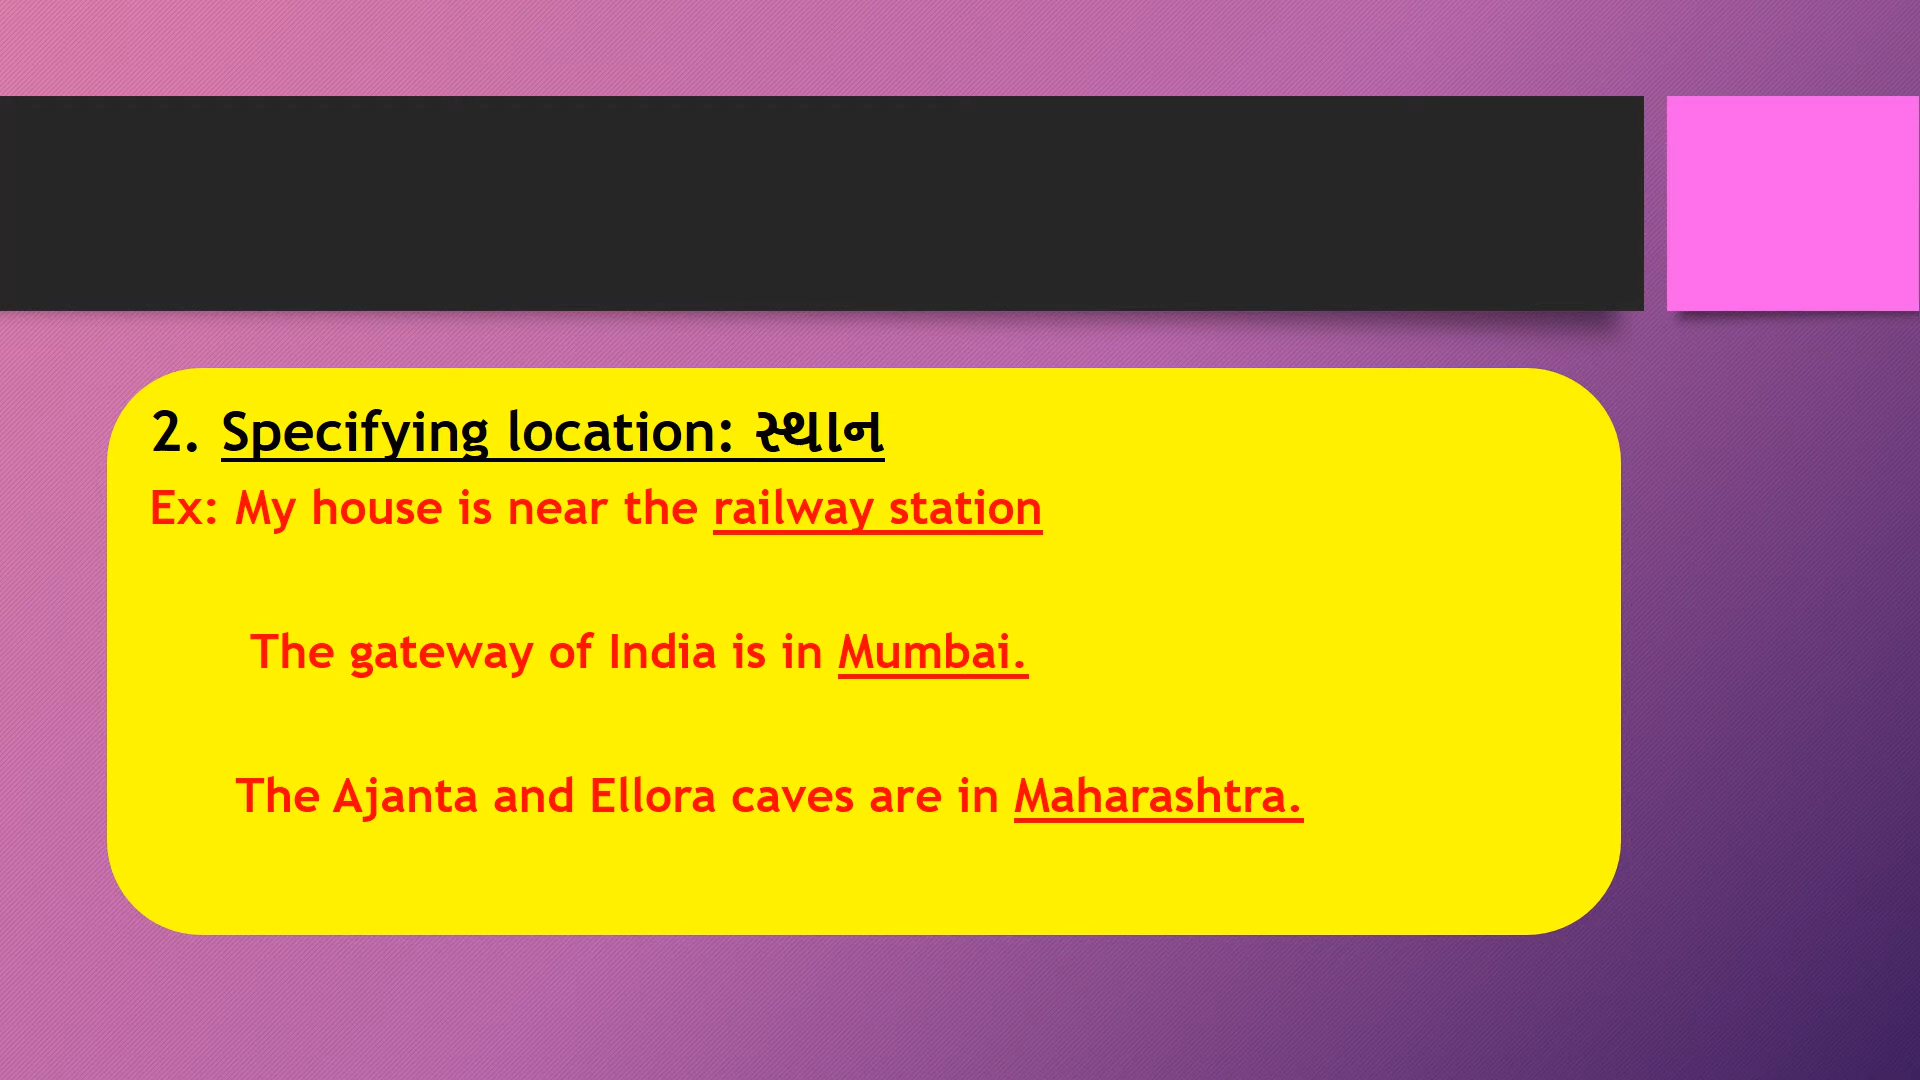 2. Specifying location: સ્થાન
Ex: My house is near the railway station
The gateway of India is in Mumbai.
The Ajanta and Ellora caves are in Maharashtra.